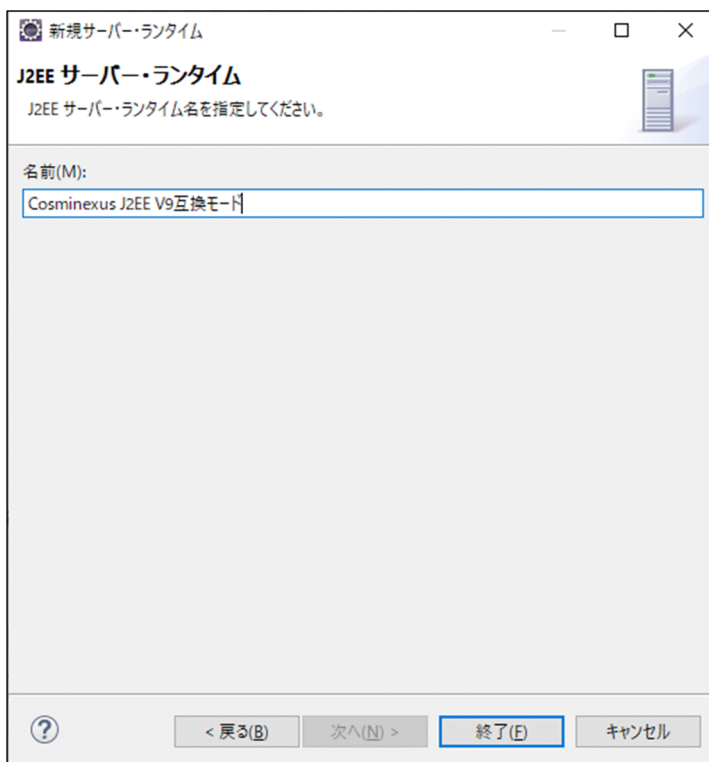 新規サーバー・ランタイム
J2EE サーバー・ランタイム
J2EE サーバー・ランタイム名を指定してください。
名前(M):
Cosminexus J2EE V9互換モード
< 戻る(B) 次へ(N) > 終了(F) キャンセル